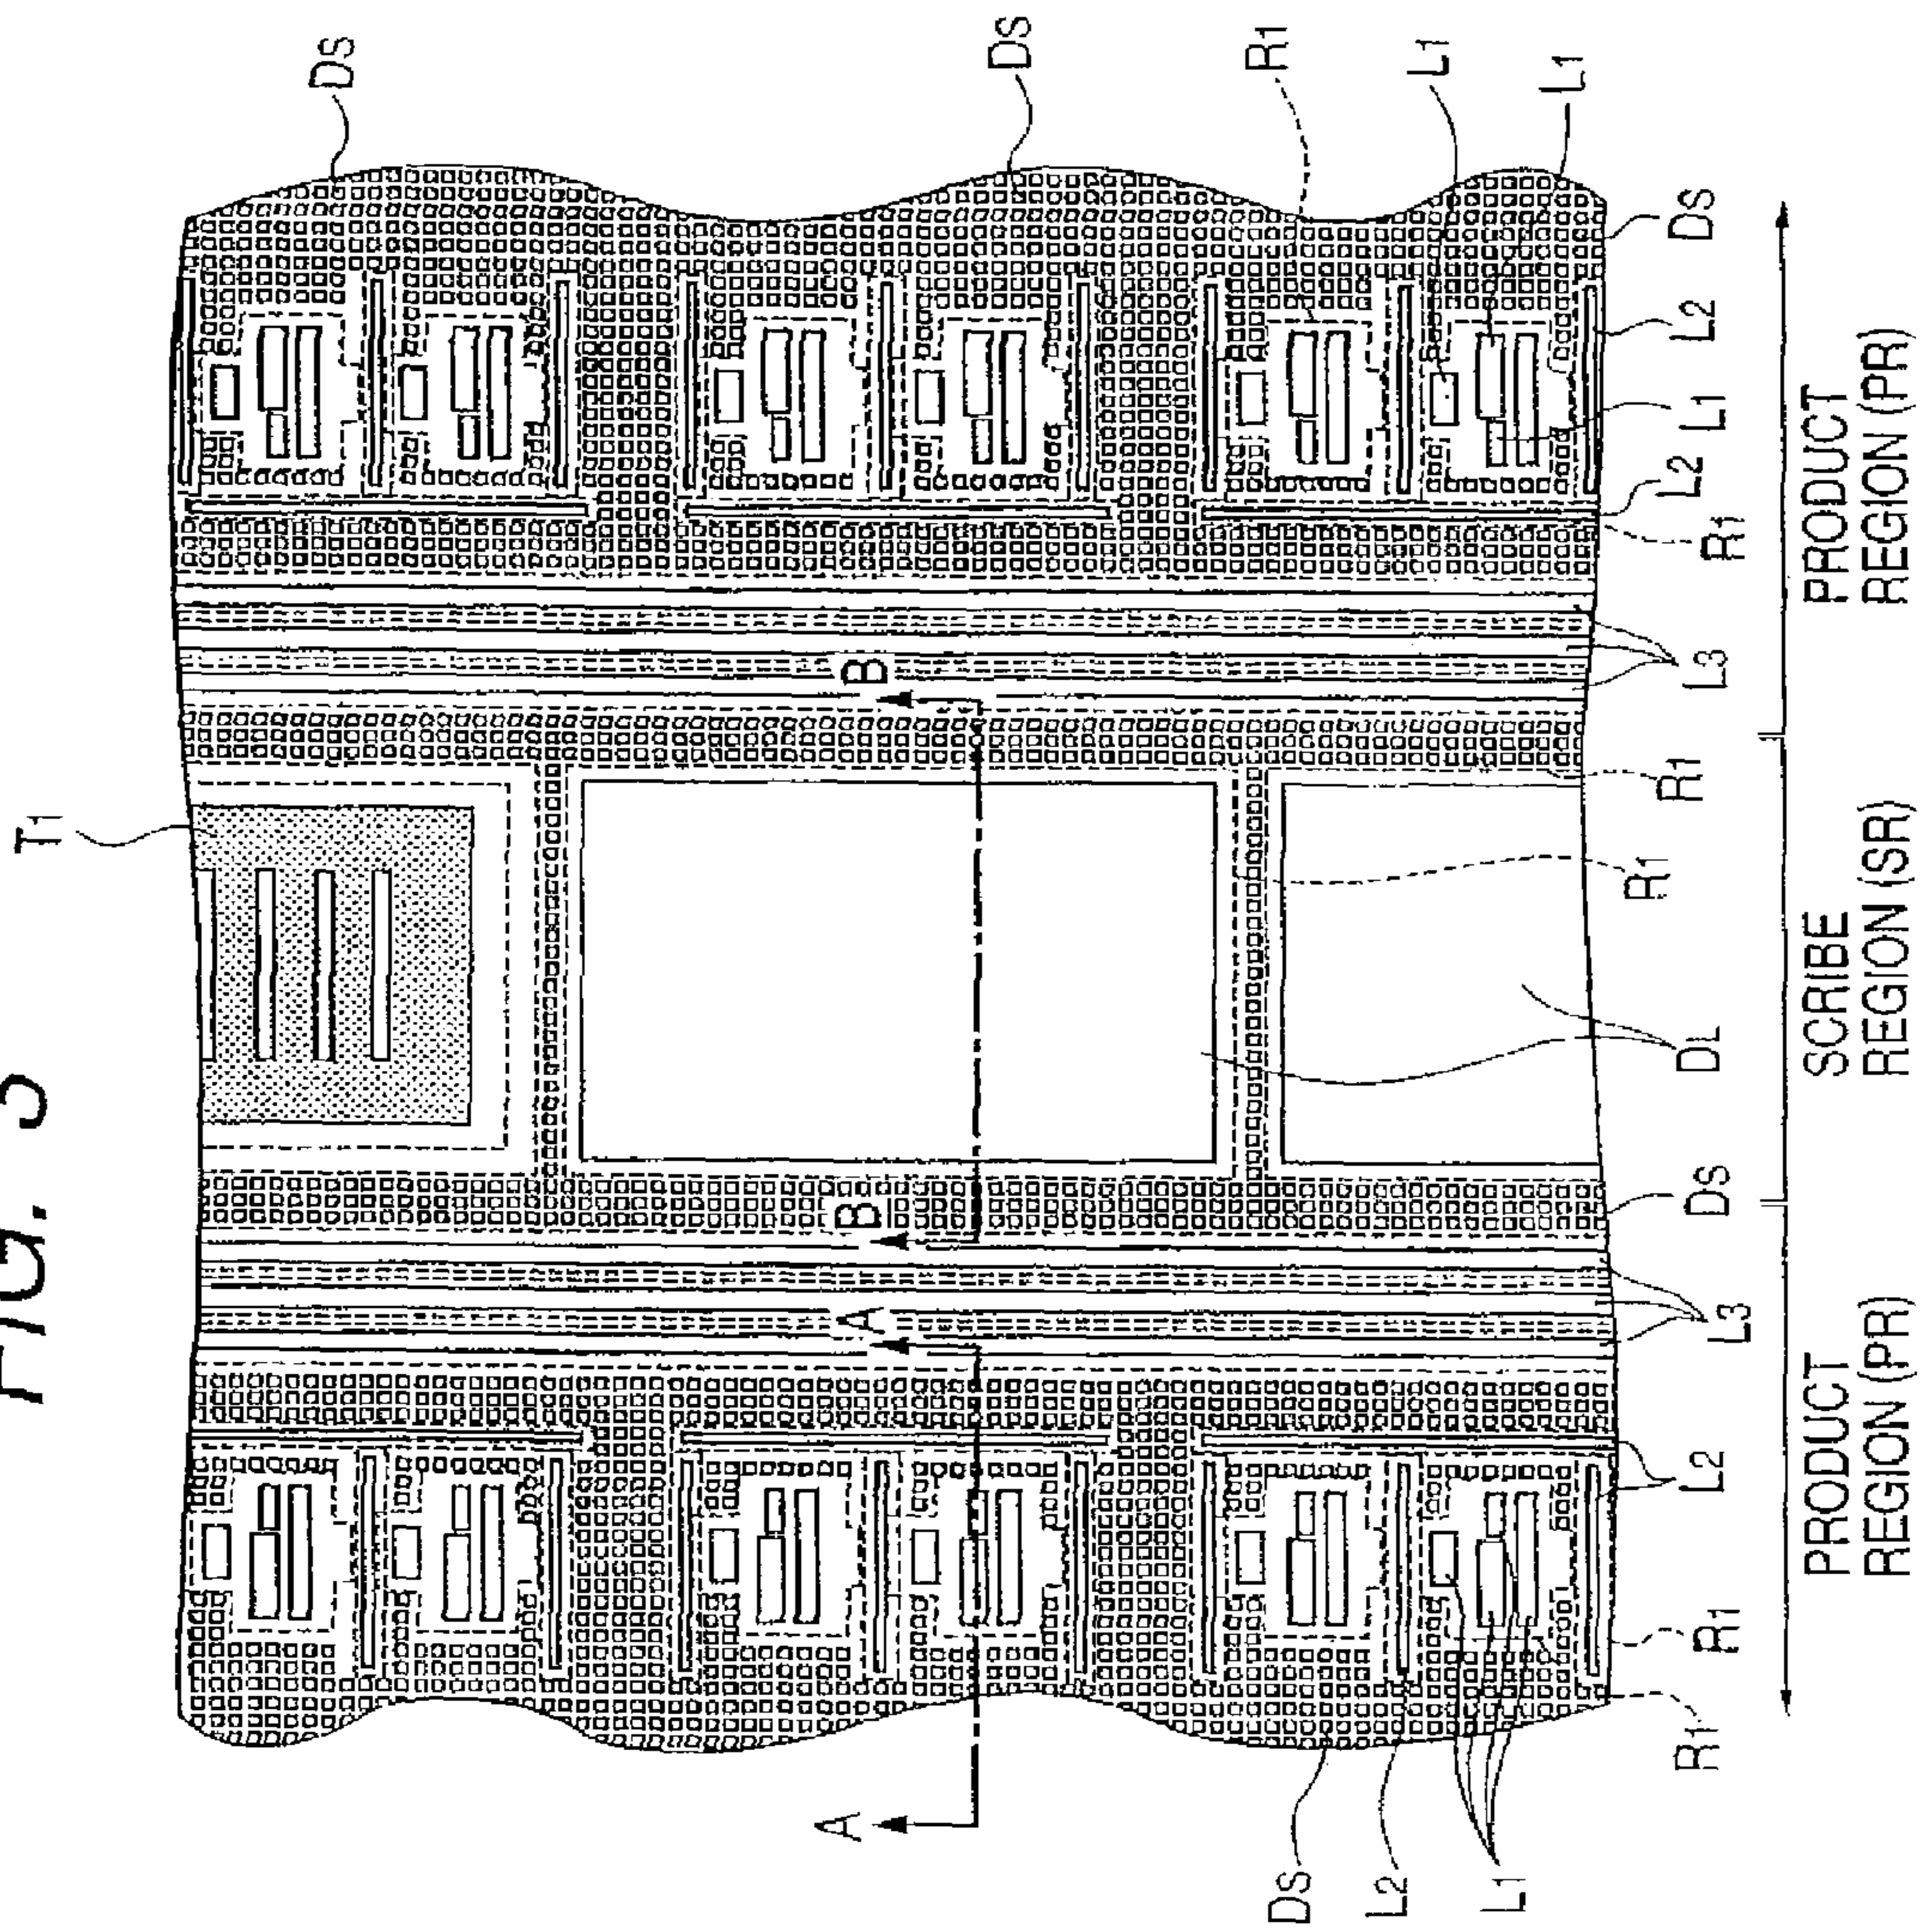 FIG.
T1
Ds
A
A
B
B
Ds
Ds
R1
L2
L1
L1
L1
R1
R1
L2
L3
Ds
DL
R1
R1
L3
R1
L2
L1
L2
Ds
PRODUCT
REGION (PR)
SCRIBE
REGION (SR)
PRODUCT
REGION (PR)